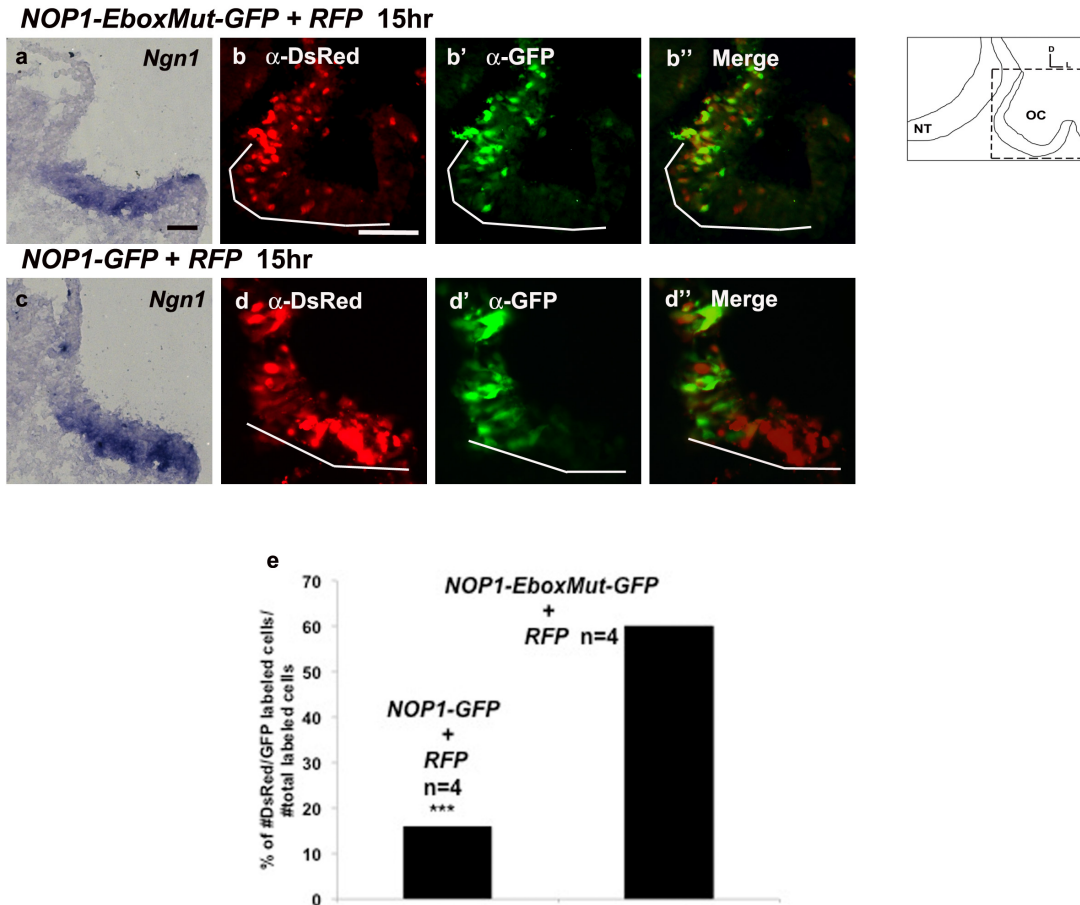 NOP1-EboxMut-GFP + RFP 15hr
a Ngn1
b α-DsRed
b' α-GFP
b'' Merge
D
L
NT
OC
NOP1-GFP + RFP 15hr
c Ngn1
d α-DsRed
d' α-GFP
d'' Merge
e
% of #DsRed/GFP labeled cells/
#total labeled cells
70
60
50
40
30
20
10
0
NOP1-EboxMut-GFP
+
RFP n=4
NOP1-GFP
+
RFP
n=4
***